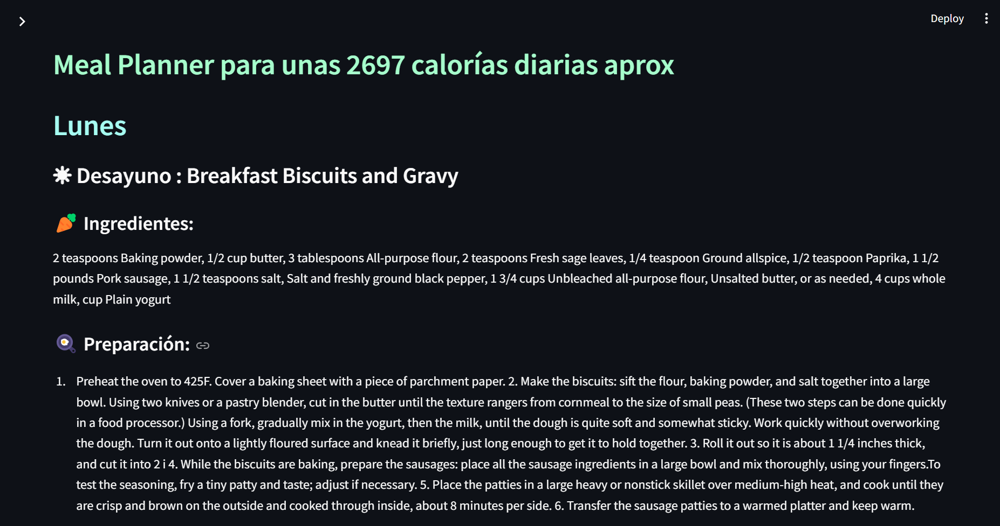 Deploy
Meal Planner para unas 2697 calorías diarias aprox
Lunes
Desayuno : Breakfast Biscuits and Gravy
Ingredientes:
2 teaspoons Baking powder, 1/2 cup butter, 3 tablespoons All-purpose flour, 2 teaspoons Fresh sage leaves, 1/4 teaspoon Ground allspice, 1/2 teaspoon Paprika, 1 1/2
pounds Pork sausage, 1 1/2 teaspoons salt, Salt and freshly ground black pepper, 1 3/4 cups Unbleached all-purpose flour, Unsalted butter, or as needed, 4 cups whole
milk, cup Plain yogurt
Preparación:
1. Preheat the oven to 425F. Cover a baking sheet with a piece of parchment paper. 2. Make the biscuits: sift the flour, baking powder, and salt together into a large
bowl. Using two knives or a pastry blender, cut in the butter until the texture rangers from cornmeal to the size of small peas. (These two steps can be done quickly
in a food processor.) Using a fork, gradually mix in the yogurt, then the milk, until the dough is quite soft and somewhat sticky. Work quickly without overworking
the dough. Turn it out onto a lightly floured surface and knead it briefly, just long enough to get it to hold together. 3. Roll it out so it is about 1 1/4 inches thick,
and cut it into 2 i 4. While the biscuits are baking, prepare the sausages: place all the sausage ingredients in a large bowl and mix thoroughly, using your fingers.To
test the seasoning, fry a tiny patty and taste; adjust if necessary. 5. Place the patties in a large heavy or nonstick skillet over medium-high heat, and cook until they
are crisp and brown on the outside and cooked through inside, about 8 minutes per side. 6. Transfer the sausage patties to a warmed platter and keep warm.